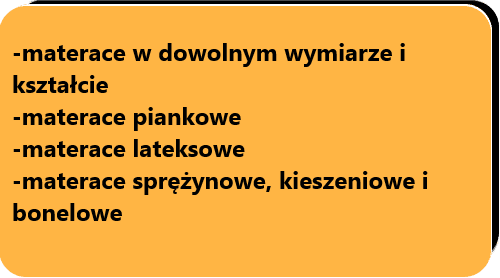 -materace w dowolnym wymiarze i
kształcie
-materace piankowe
-materace lateksowe
-materace sprężynowe, kieszeniowe i
bonelowe